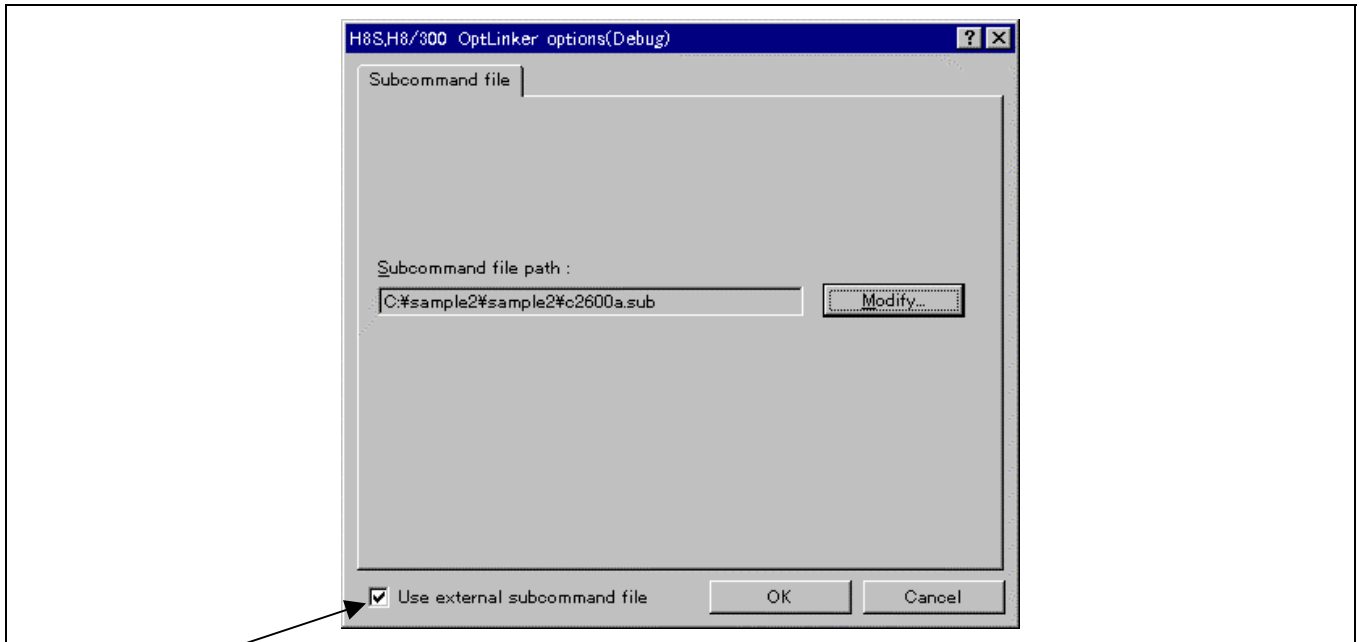 H8S,H8/300 OptLinker options(Debug)
Subcommand file
Subcommand file path :
C:¥sample2¥sample2¥c2600a.sub
Modify...
Use external subcommand file
OK
Cancel